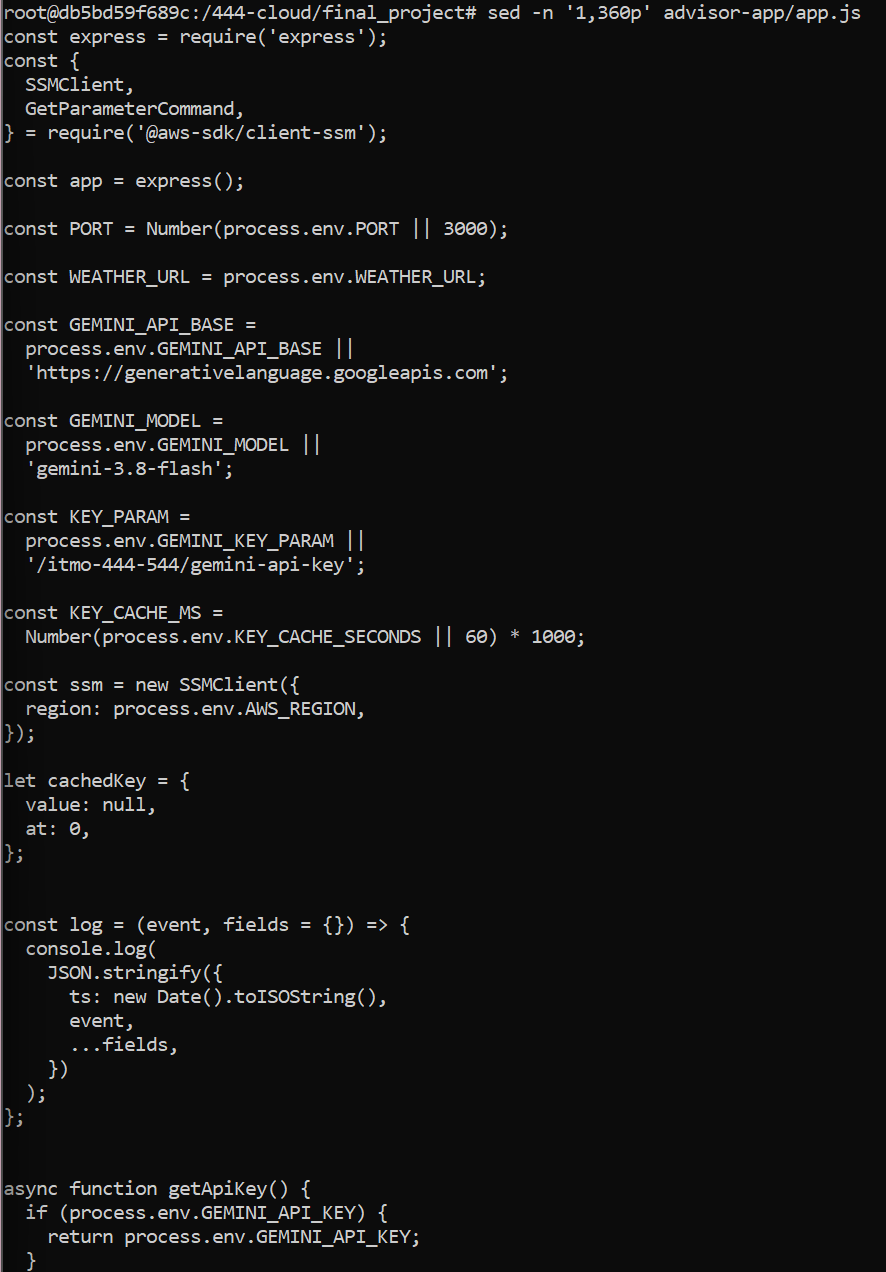 root@db5bd59f689c:/444-cloud/final_project# sed -n '1,360p' advisor-app/app.js
const express = require('express');
const {
  SSMClient,
  GetParameterCommand,
} = require('@aws-sdk/client-ssm');

const app = express();

const PORT = Number(process.env.PORT || 3000);

const WEATHER_URL = process.env.WEATHER_URL;

const GEMINI_API_BASE =
  process.env.GEMINI_API_BASE ||
  'https://generativelanguage.googleapis.com';

const GEMINI_MODEL =
  process.env.GEMINI_MODEL ||
  'gemini-3.8-flash';

const KEY_PARAM =
  process.env.GEMINI_KEY_PARAM ||
  '/itmo-444-544/gemini-api-key';

const KEY_CACHE_MS =
  Number(process.env.KEY_CACHE_SECONDS || 60) * 1000;

const ssm = new SSMClient({
  region: process.env.AWS_REGION,
});

let cachedKey = {
  value: null,
  at: 0,
};


const log = (event, fields = {}) => {
  console.log(
    JSON.stringify({
      ts: new Date().toISOString(),
      event,
      ...fields,
    })
  );
};


async function getApiKey() {
  if (process.env.GEMINI_API_KEY) {
    return process.env.GEMINI_API_KEY;
  }